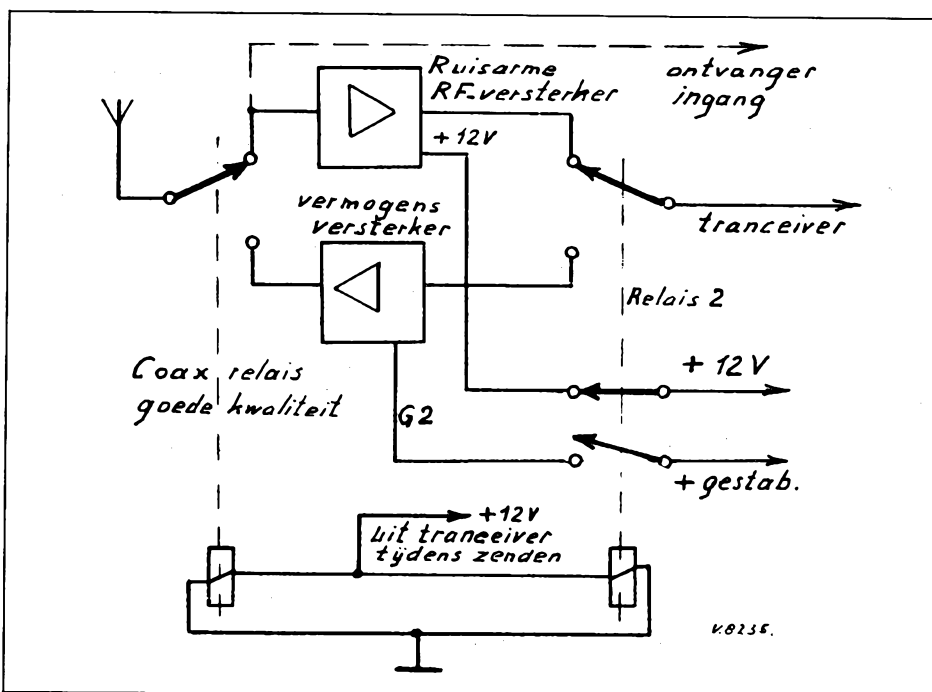 Ruisarme
RF-versterker
+12V
ontvanger
ingang
vermogens
versterker
tranceiver
Relais 2
Coax relais
goede kwaliteit
G2
+ 12 V
+ gestab.
+12V
Uit tranceiver
tijdens zenden
V.8235.